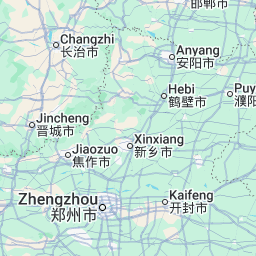 邯郸市
Changzhi
长治市
Anyang
安阳市
Hebi
鹤壁市
Puy
濮阳
Jincheng
晋城市
Xinxiang
新乡市
Jiaozuo
焦作市
Zhengzhou
郑州市
Kaifeng
开封市